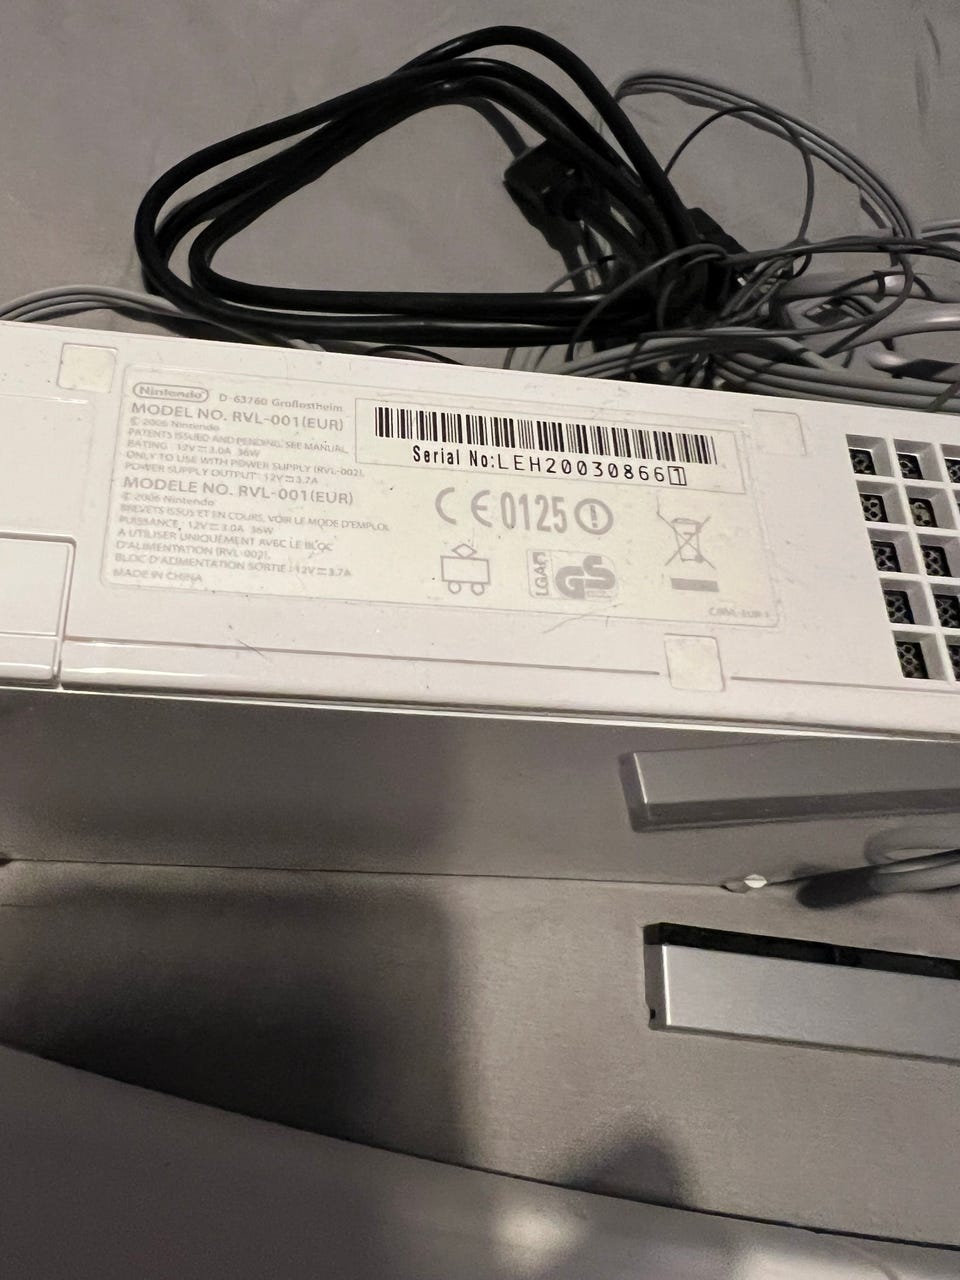 Nintendo D-63760 Großostheim
MODEL NO. RVL-001(EUR)
© 2006 Nintendo
PATENTS ISSUED AND PENDING, SEE MANUAL
RATING: 12V⎓3.0A 36W
ONLY TO USE WITH POWER SUPPLY (RVL-002).
POWER SUPPLY OUTPUT: 12V⎓3.7A
MODELE NO. RVL-001(EUR)
© 2006 Nintendo
BREVETS ISSUS ET EN COURS, VOIR LE MODE D'EMPLOI.
PUISSANCE, 12V⎓3.0A 36W
A UTILISER UNIQUEMENT AVEC LE BLOC
D'ALIMENTATION (RVL-002).
BLOC D'ALIMENTATION SORTIE : 12V⎓3.7A
MADE IN CHINA
Serial No:LEH200308661
CE0125
LGA
GS